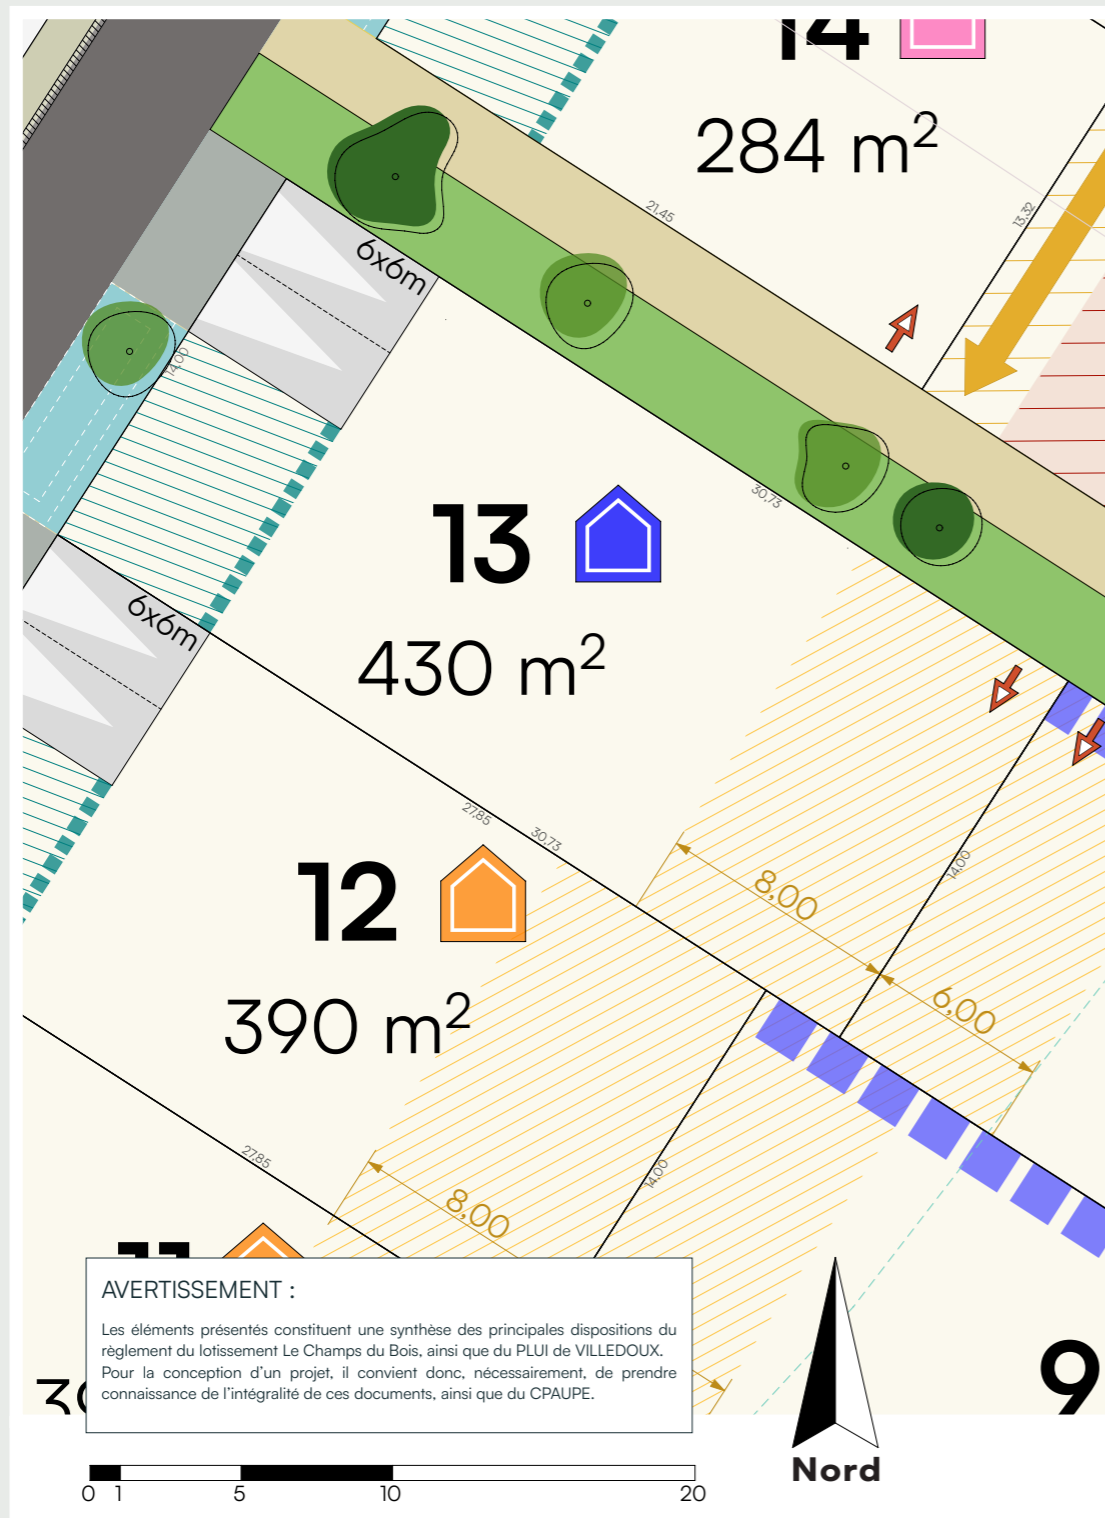 14
284 m²
21,45
13,32
6x6m
14,00
30,73
13
430 m²
6x6m
27,85
30,73
8,00
14,00
12
390 m²
6,00
27,85
14,00
8,00
11
9
AVERTISSEMENT :
Les éléments présentés constituent une synthèse des principales dispositions du
règlement du lotissement Le Champs du Bois, ainsi que du PLUI de VILLEDOUX.
Pour la conception d'un projet, il convient donc, nécessairement, de prendre
connaissance de l'intégralité de ces documents, ainsi que du CPAUPE.
Nord
0 1 5 10 20